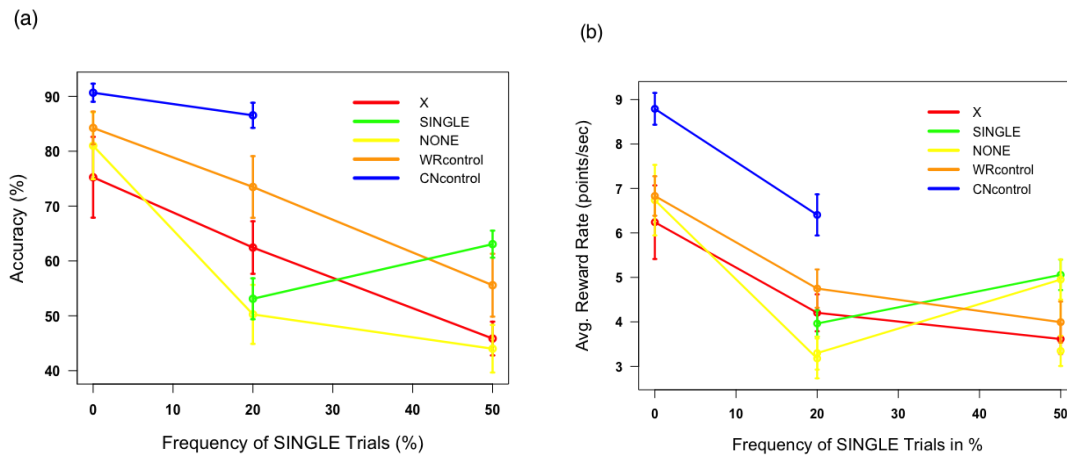 (a)
Accuracy (%)
90
80
70
60
50
40
X
SINGLE
NONE
WRcontrol
CNcontrol
0 10 20 30 40 50
Frequency of SINGLE Trials (%)
(b)
Avg. Reward Rate (points/sec)
9
8
7
6
5
4
3
X
SINGLE
NONE
WRcontrol
CNcontrol
0 10 20 30 40 50
Frequency of SINGLE Trials in %